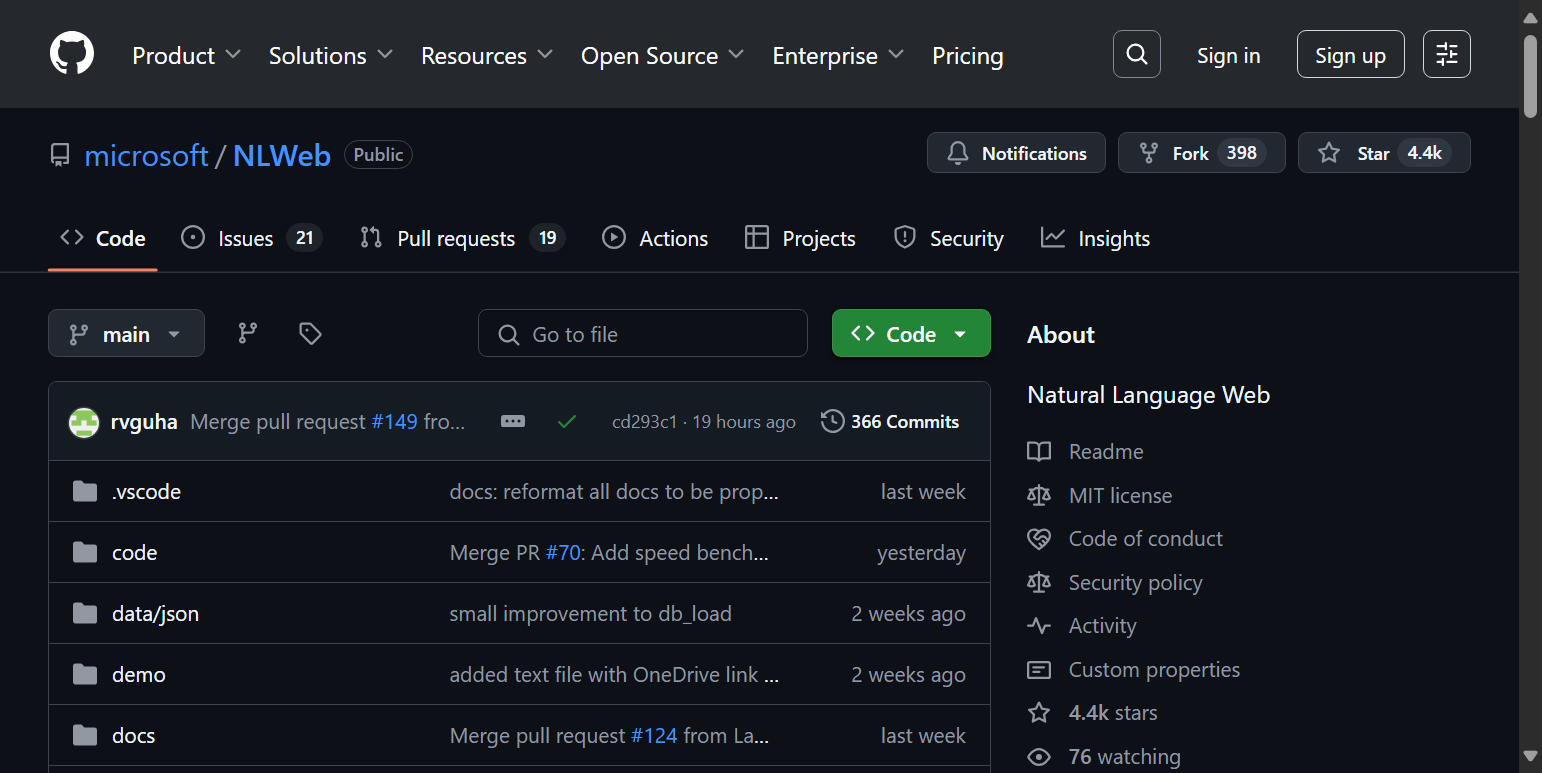 Product Solutions Resources Open Source Enterprise Pricing Sign in Sign up
microsoft / NLWeb Public Notifications Fork 398 Star 4.4k
Code Issues 21 Pull requests 19 Actions Projects Security Insights
main Go to file Code
rvguha Merge pull request #149 fro... cd293c1 · 19 hours ago 366 Commits
.vscode docs: reformat all docs to be prop... last week
code Merge PR #70: Add speed bench... yesterday
data/json small improvement to db_load 2 weeks ago
demo added text file with OneDrive link ... 2 weeks ago
docs Merge pull request #124 from La... last week
About
Natural Language Web
Readme
MIT license
Code of conduct
Security policy
Activity
Custom properties
4.4k stars
76 watching